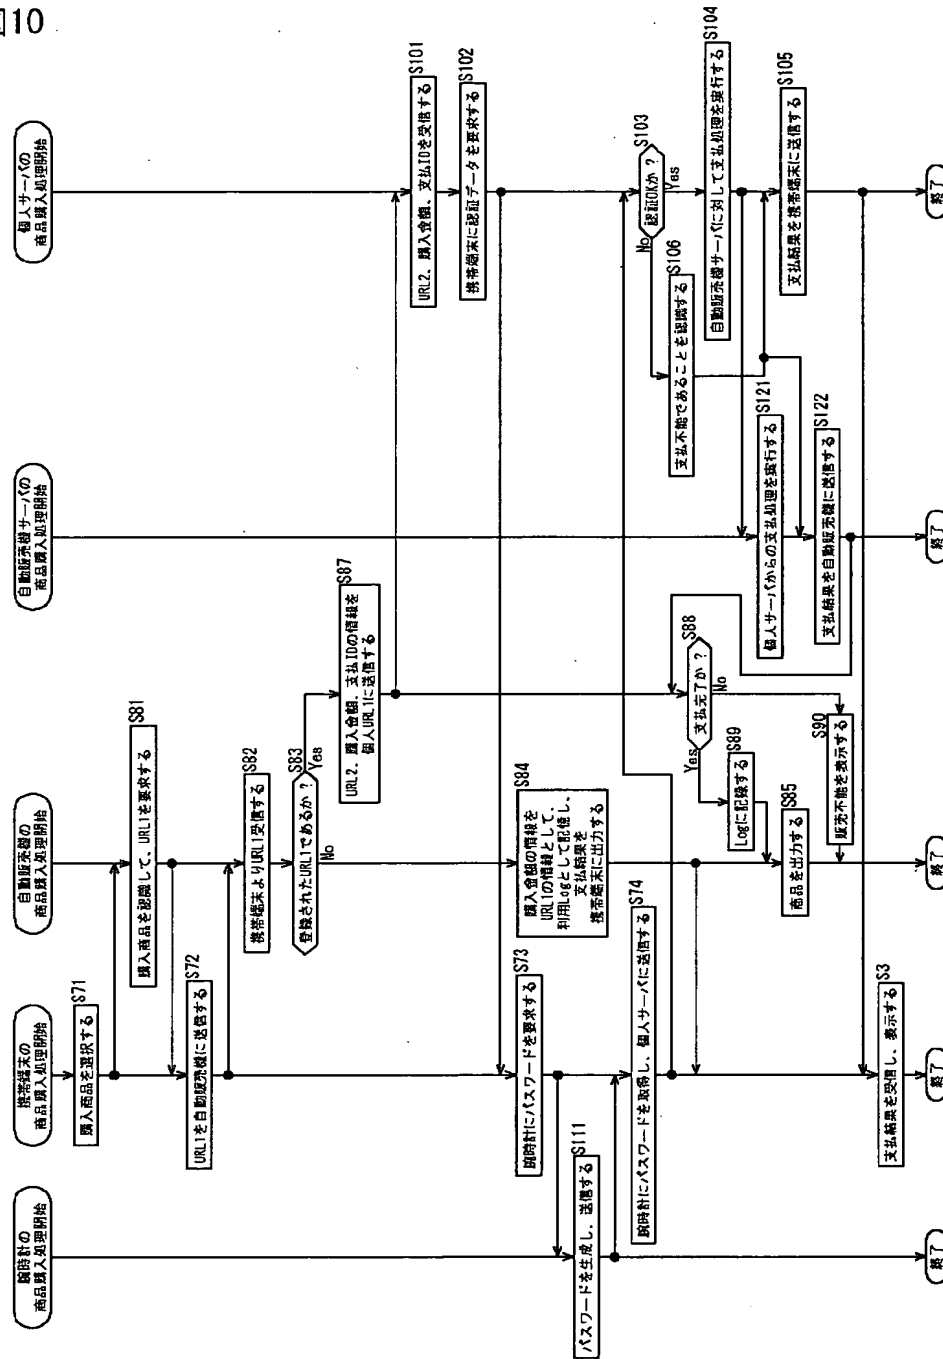 図10
腕時計の
商品購入処理開始
携帯端末の
商品購入処理開始
自動販売機の
商品購入処理開始
自動販売機サーバの
商品購入処理開始
個人サーバの
商品購入処理開始
S71
購入商品を選択する
S81
購入商品を認識して、URL1を要求する
S72
URL1を自動販売機に送信する
S82
携帯端末よりURL1受信する
S83
登録されたURL1であるか?
Yes
No
S87
URL2、購入金額、支払IDの情報を
個人URL1に送信する
S101
URL2、購入金額、支払IDを受信する
S102
携帯端末に認証データを要求する
S84
購入金額の情報を
URL1の情報として、
利用Logとして記憶し、
支払結果を
携帯端末に出力する
S73
腕時計にパスワードを要求する
S111
パスワードを生成し、送信する
S74
腕時計にパスワードを取得し、個人サーバに送信する
S103
認証OKか?
Yes
No
S106
支払不能であることを認識する
S104
自動販売機サーバに対して支払処理を実行する
S121
個人サーバからの支払処理を実行する
S105
支払結果を携帯端末に送信する
S122
支払結果を自動販売機に送信する
S88
支払完了か?
Yes
No
S89
Logに記録する
S85
商品を出力する
S90
販売不能を表示する
S3
支払結果を受信し、表示する
終了
終了
終了
終了
終了